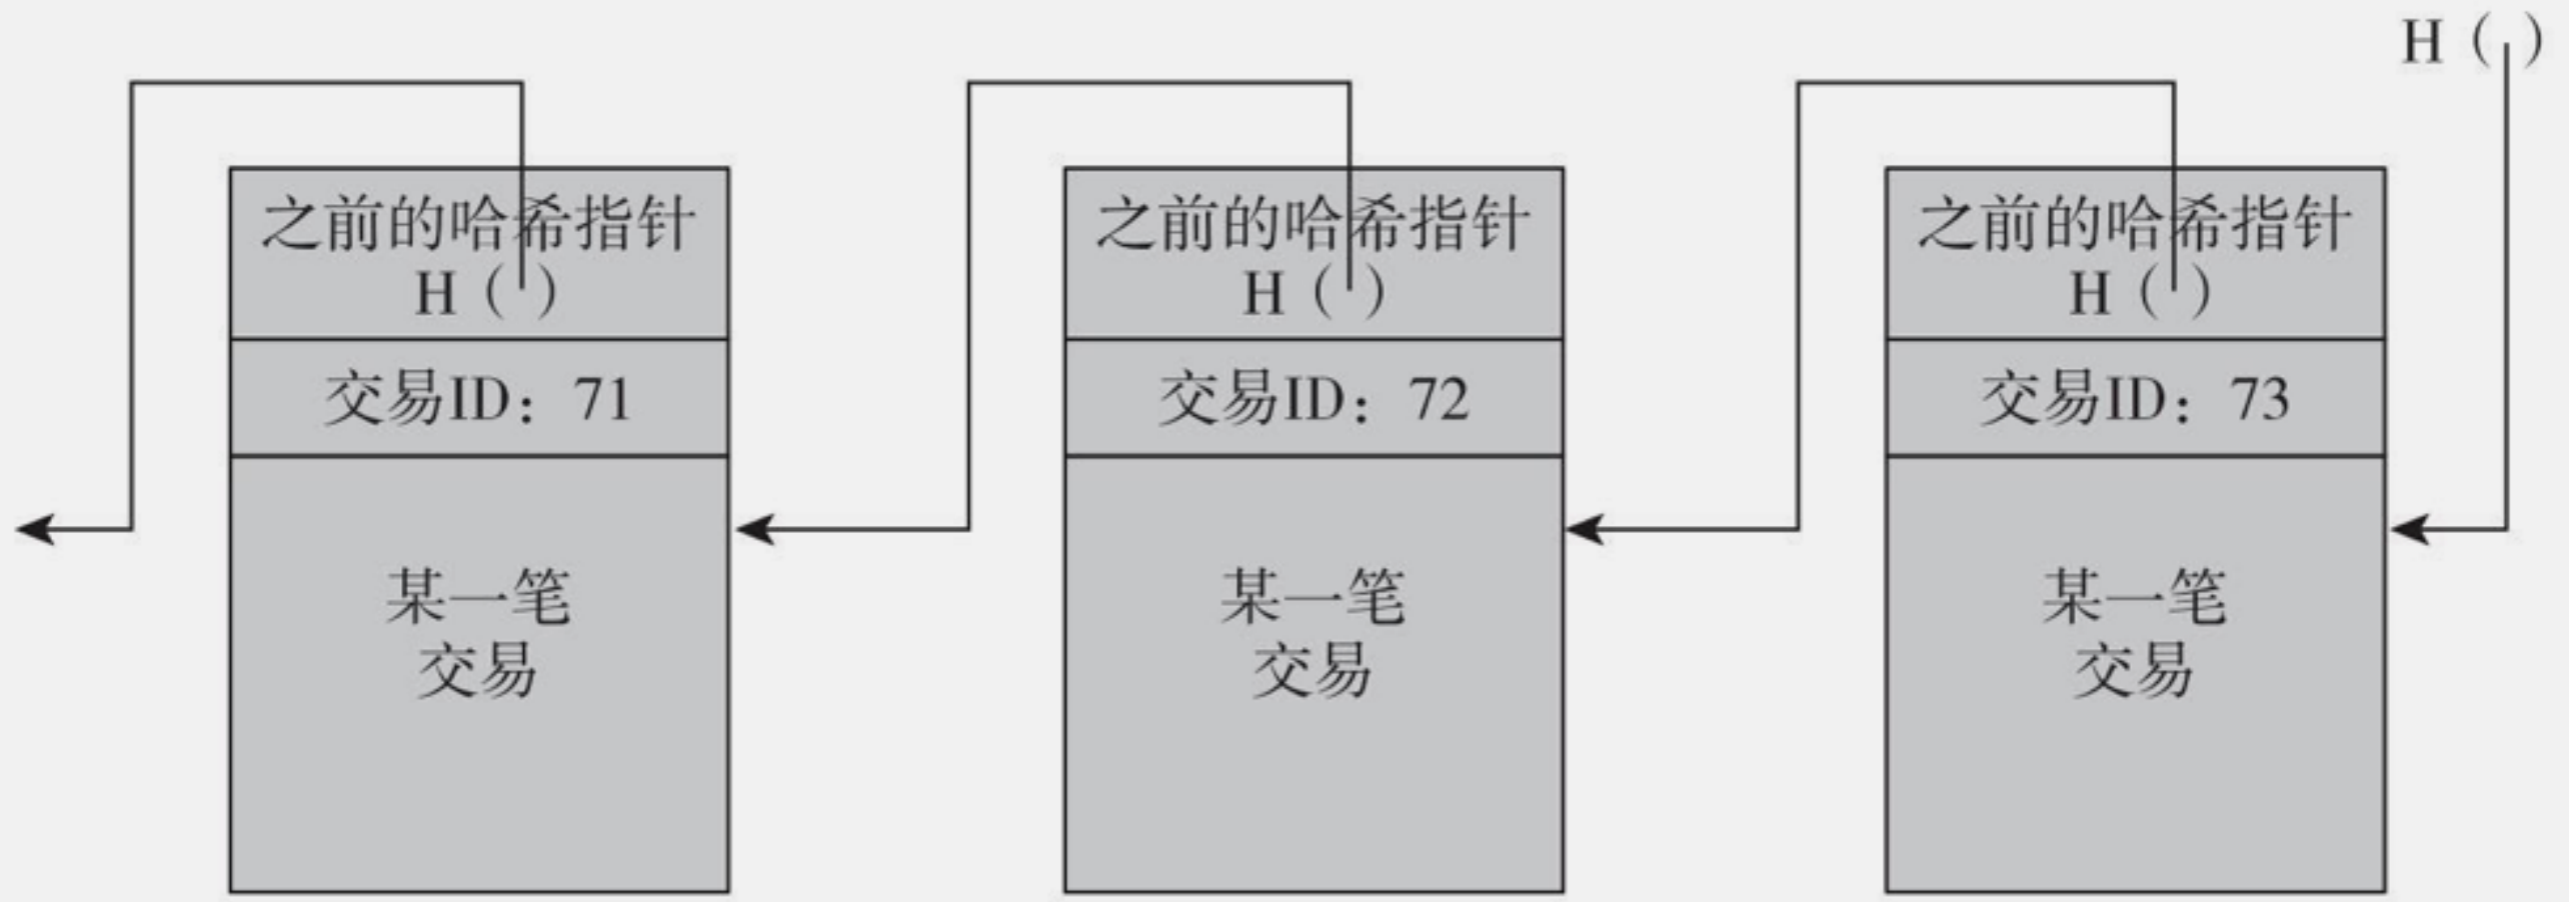 H（ ）
之前的哈希指针
H（ ）
交易ID：71
某一笔
交易
之前的哈希指针
H（ ）
交易ID：72
某一笔
交易
之前的哈希指针
H（ ）
交易ID：73
某一笔
交易